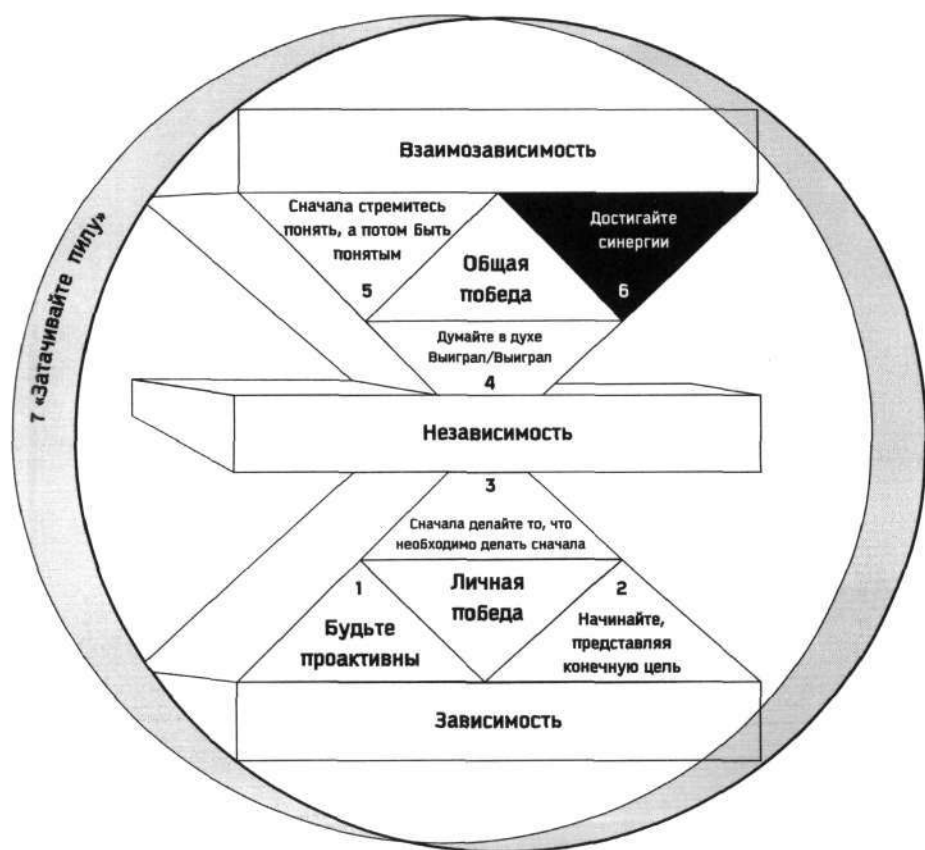 Взаимозависимость
Сначала стремитесь
понять, а потом быть
понятым
5
Общая
победа
Достигайте
синергии
6
Думайте в духе
Выиграл/Выиграл
4
7 «Затачивайте пилу»
Независимость
3
Сначала делайте то, что
необходимо делать сначала
1
Будьте
проактивны
Личная
победа
2
Начинайте,
представляя
конечную цель
Зависимость